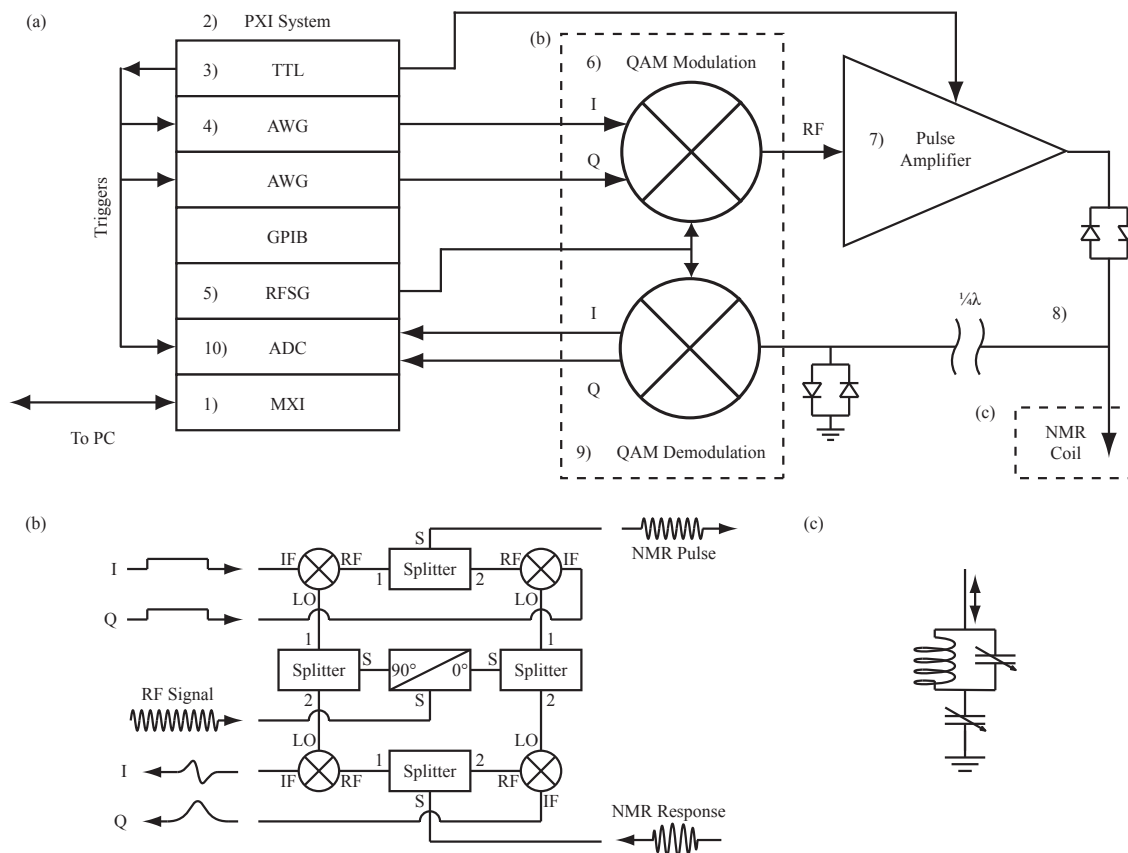 (a)
2) PXI System
3) TTL
4) AWG
AWG
GPIB
5) RFSG
10) ADC
1) MXI
Triggers
To PC
(b)
6) QAM Modulation
I
Q
RF
7) Pulse
Amplifier
I
Q
9) QAM Demodulation
¼λ
8)
(c)
NMR
Coil
(b)
I
Q
IF
RF
LO
1
S
Splitter
2
RF
IF
LO
NMR Pulse
1
Splitter
S
2
90°
0°
S
S
1
Splitter
2
RF Signal
LO
IF
RF
1
Splitter
2
S
LO
RF
IF
I
Q
NMR Response
(c)